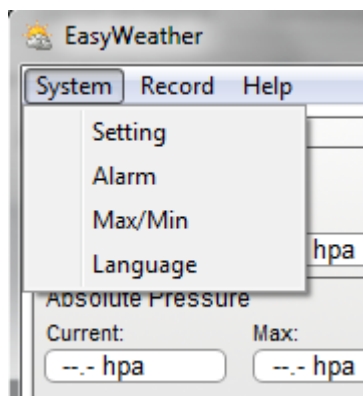 EasyWeather
System Record Help
Setting
Alarm
Max/Min
Language
hpa
Absolute Pressure
Current: Max:
--.- hpa --.- hpa